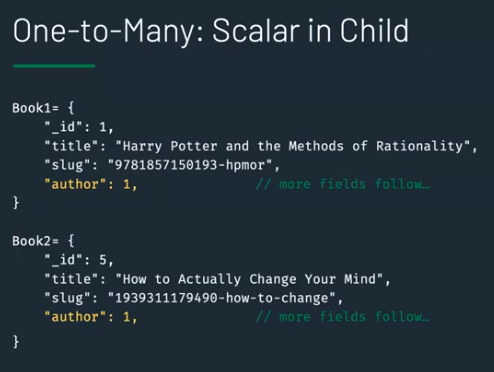 One-to-Many: Scalar in Child
Book1= {
"_id": 1,
"title": "Harry Potter and the Methods of Rationality",
"slug": "9781857150193-hpmor",
"author": 1, // more fields follow…
}
Book2= {
"_id": 5,
"title": "How to Actually Change Your Mind",
"slug": "1939311179490-how-to-change",
"author": 1, // more fields follow…
}